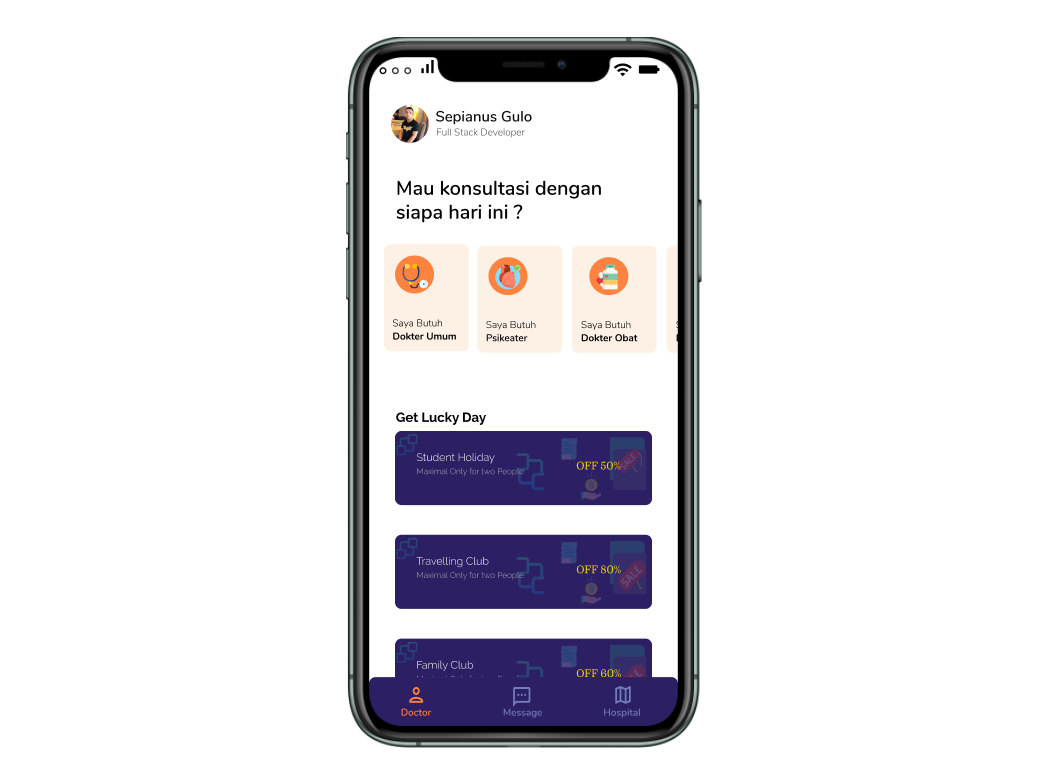 Sepianus Gulo
Full Stack Developer
Mau konsultasi dengan
siapa hari ini ?
Saya Butuh
Dokter Umum
Saya Butuh
Psikeater
Saya Butuh
Dokter Obat
Get Lucky Day
Student Holiday
Maximal Only for two People
OFF 50%
SALE
Travelling Club
Maximal Only for two People
OFF 80%
SALE
Family Club
OFF 60%
Doctor
Message
Hospital